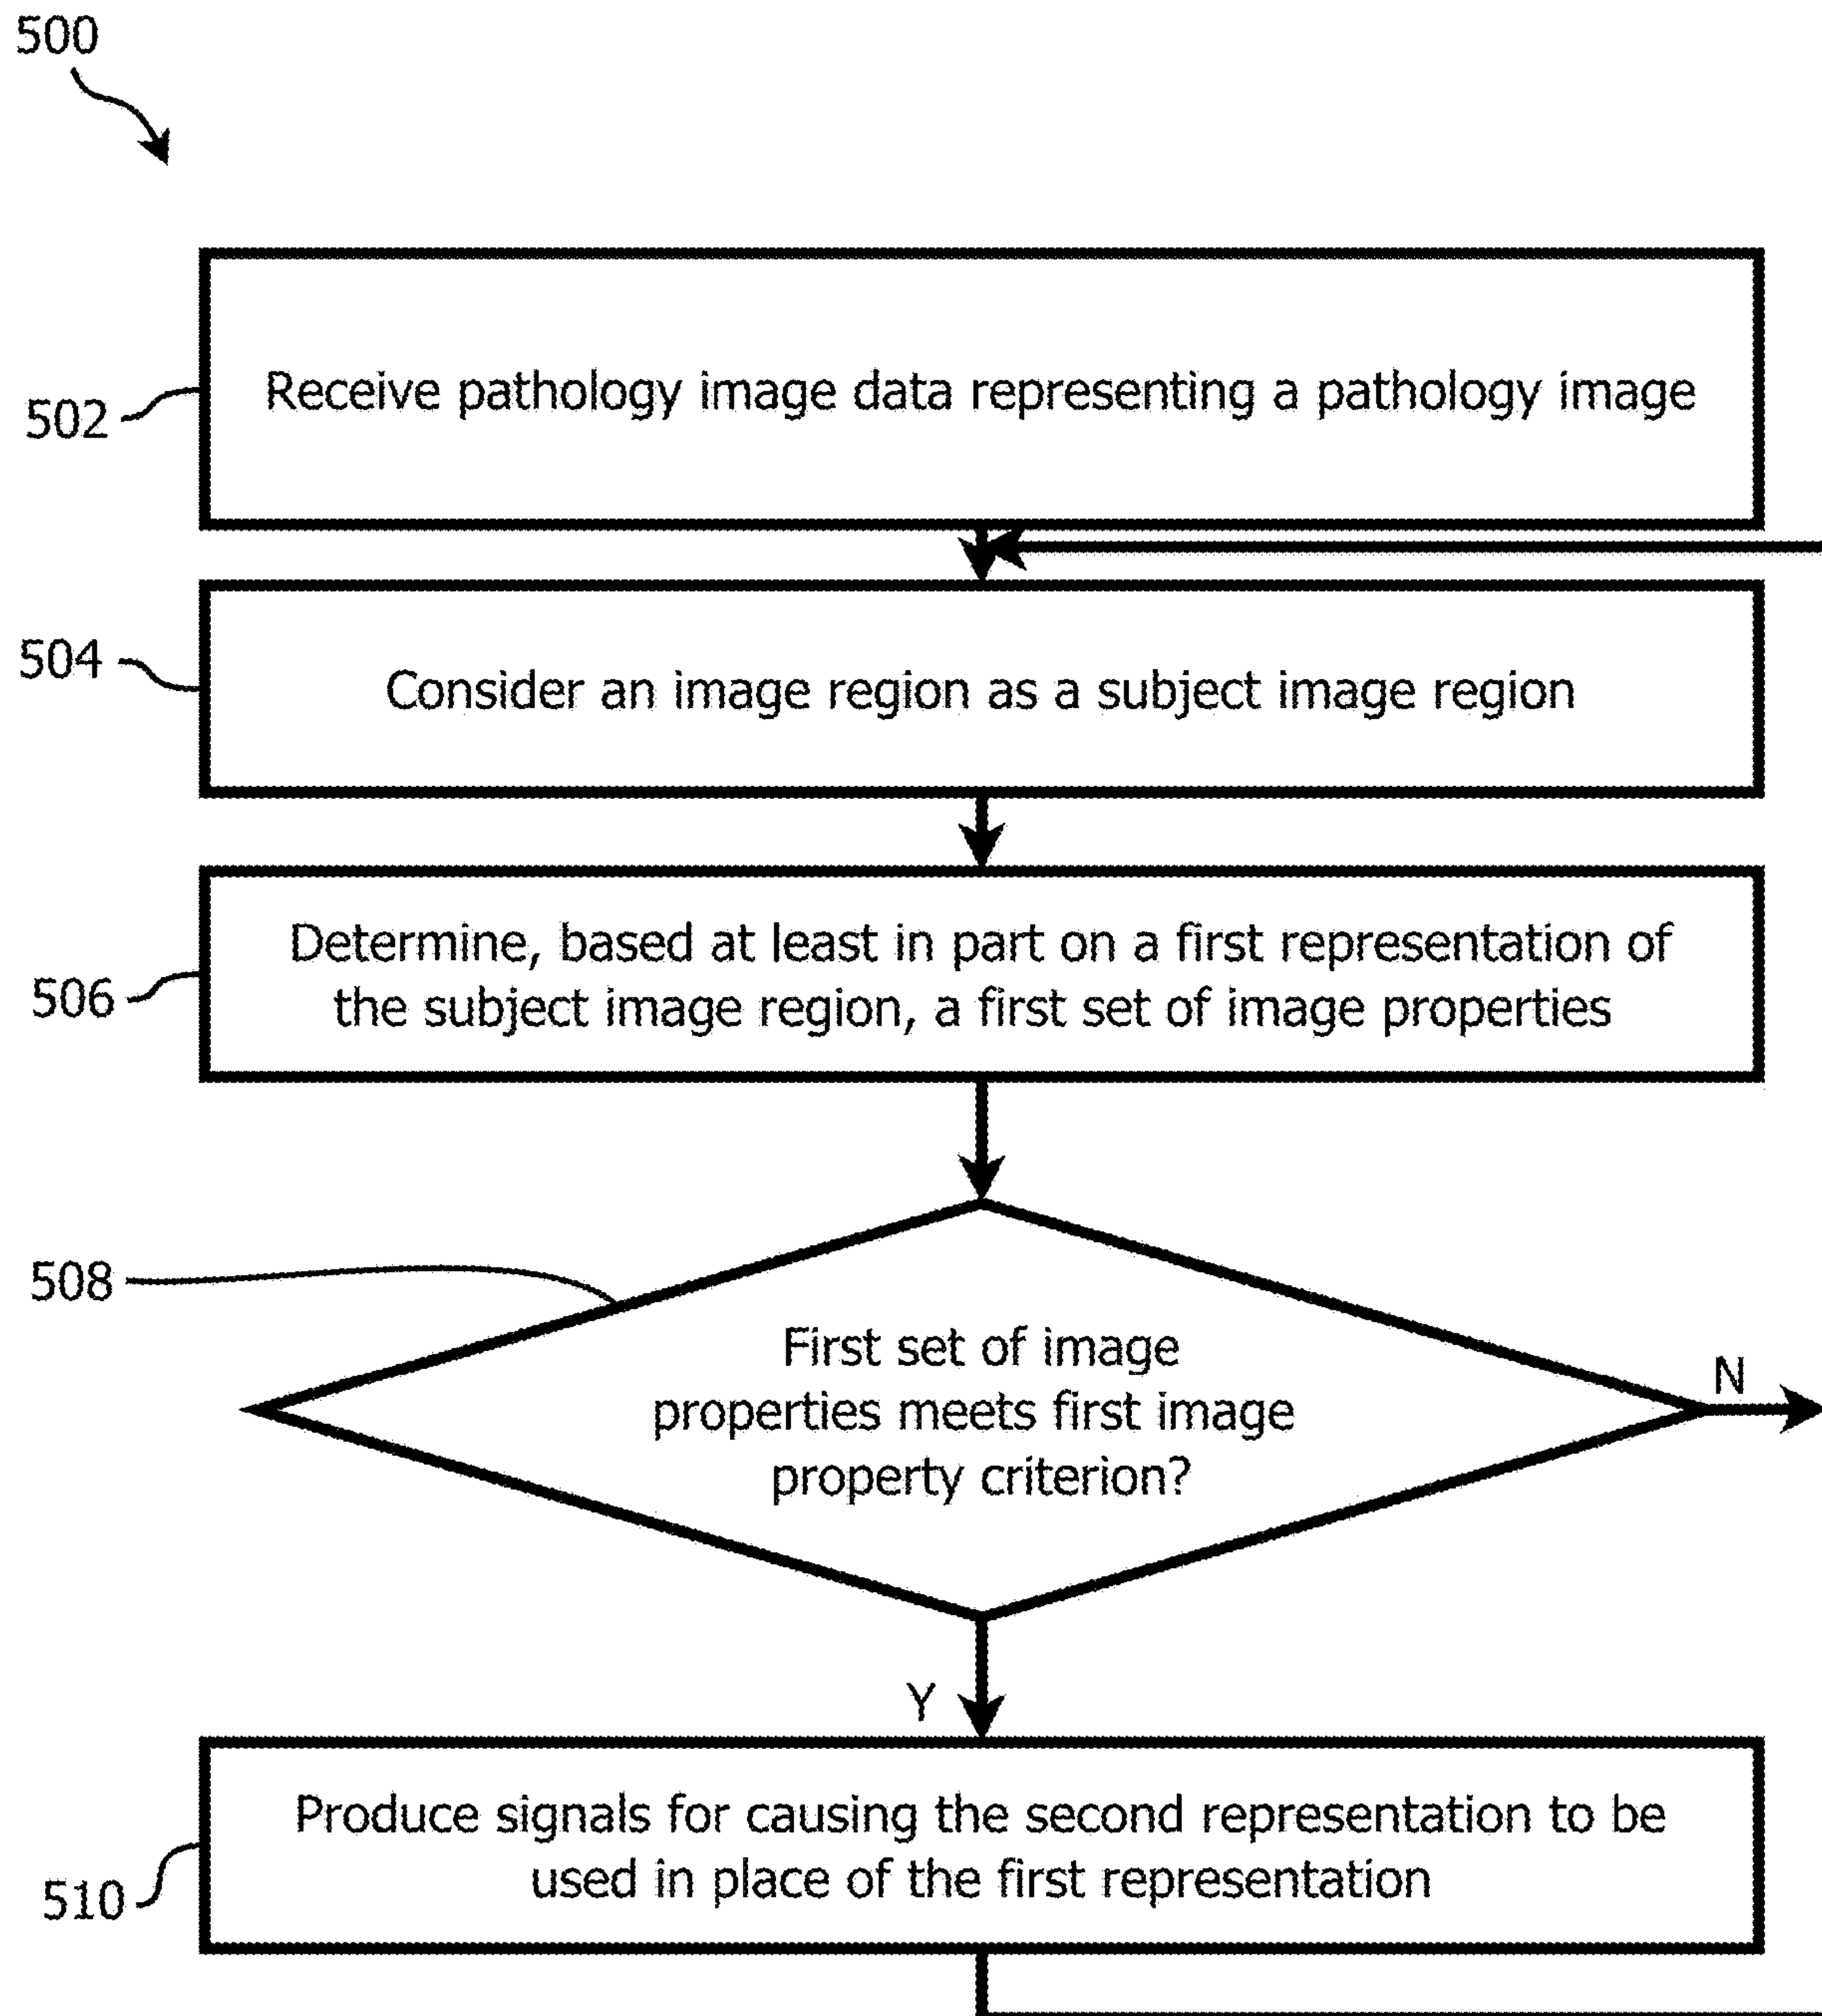 500
502
Receive pathology image data representing a pathology image
504
Consider an image region as a subject image region
506
Determine, based at least in part on a first representation of
the subject image region, a first set of image properties
508
First set of image
properties meets first image
property criterion?
N
Y
510
Produce signals for causing the second representation to be
used in place of the first representation